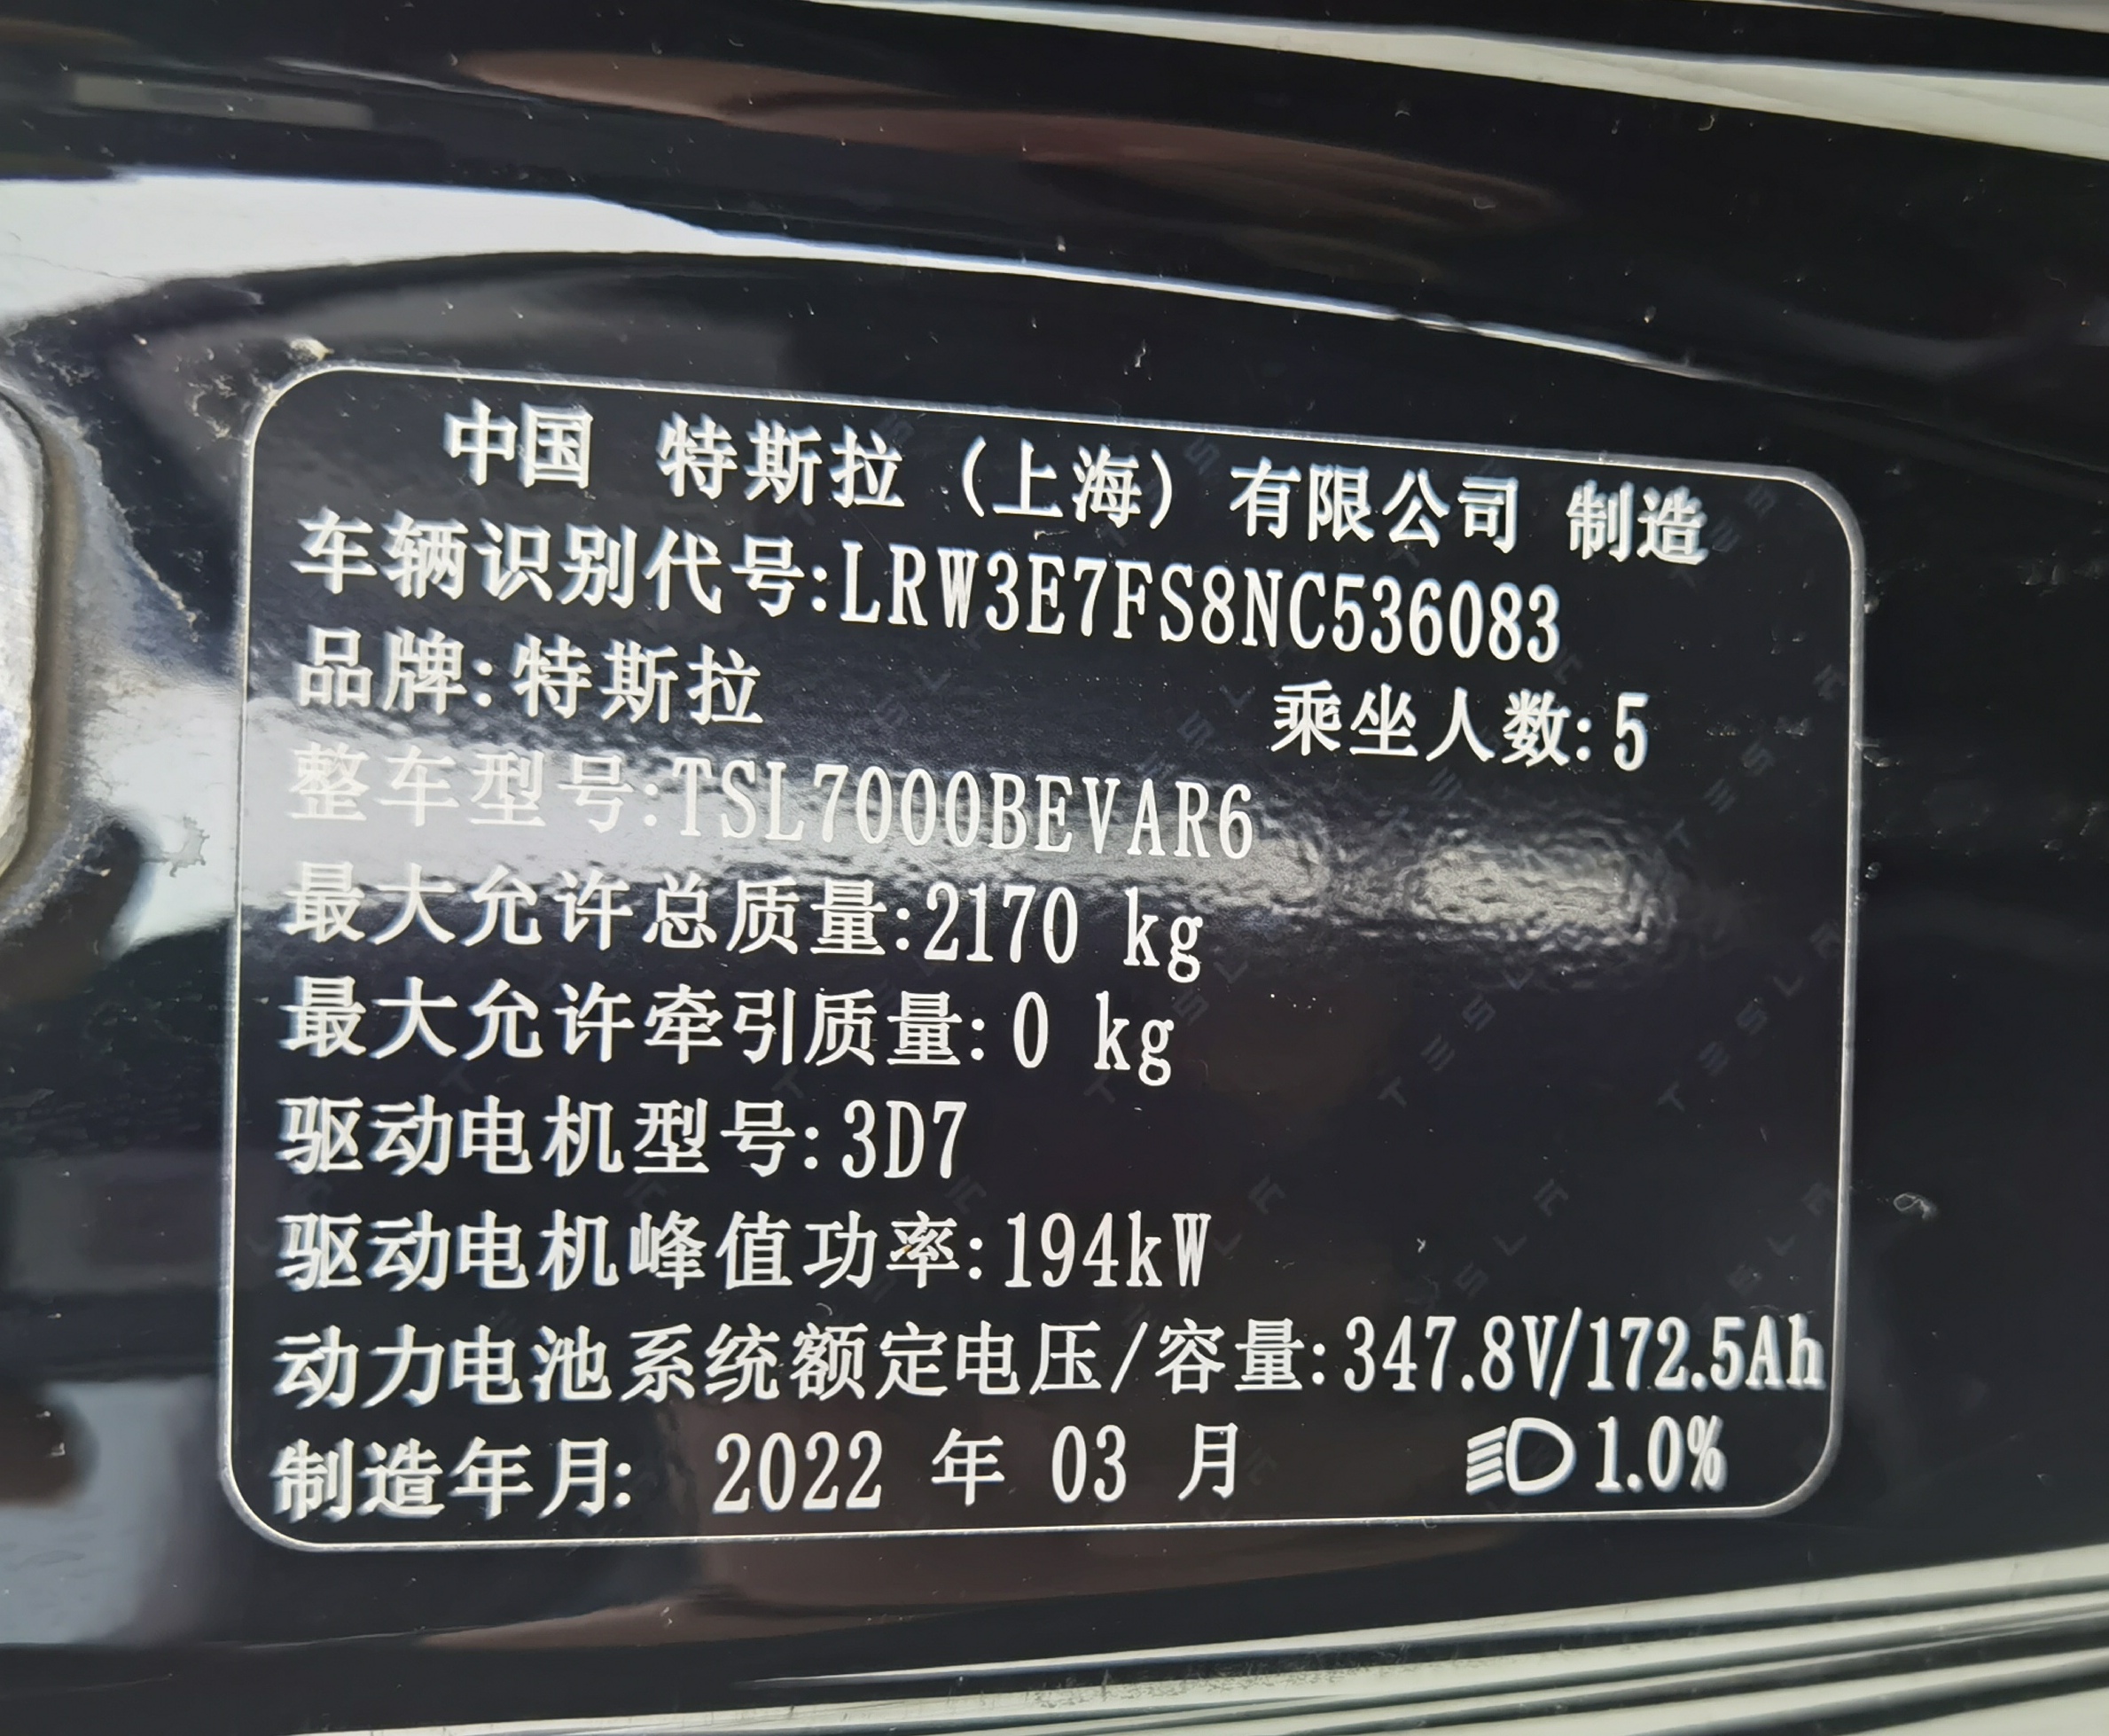 中国 特斯拉（上海）有限公司 制造
车辆识别代号:LRW3E7FS8NC536083
品牌:特斯拉 乘坐人数:5
整车型号:TSL7000BEVAR6
最大允许总质量:2170 kg
最大允许牵引质量:0 kg
驱动电机型号:3D7
驱动电机峰值功率:194kW
动力电池系统额定电压/容量:347.8V/172.5Ah
制造年月: 2022 年 03 月 1.0%